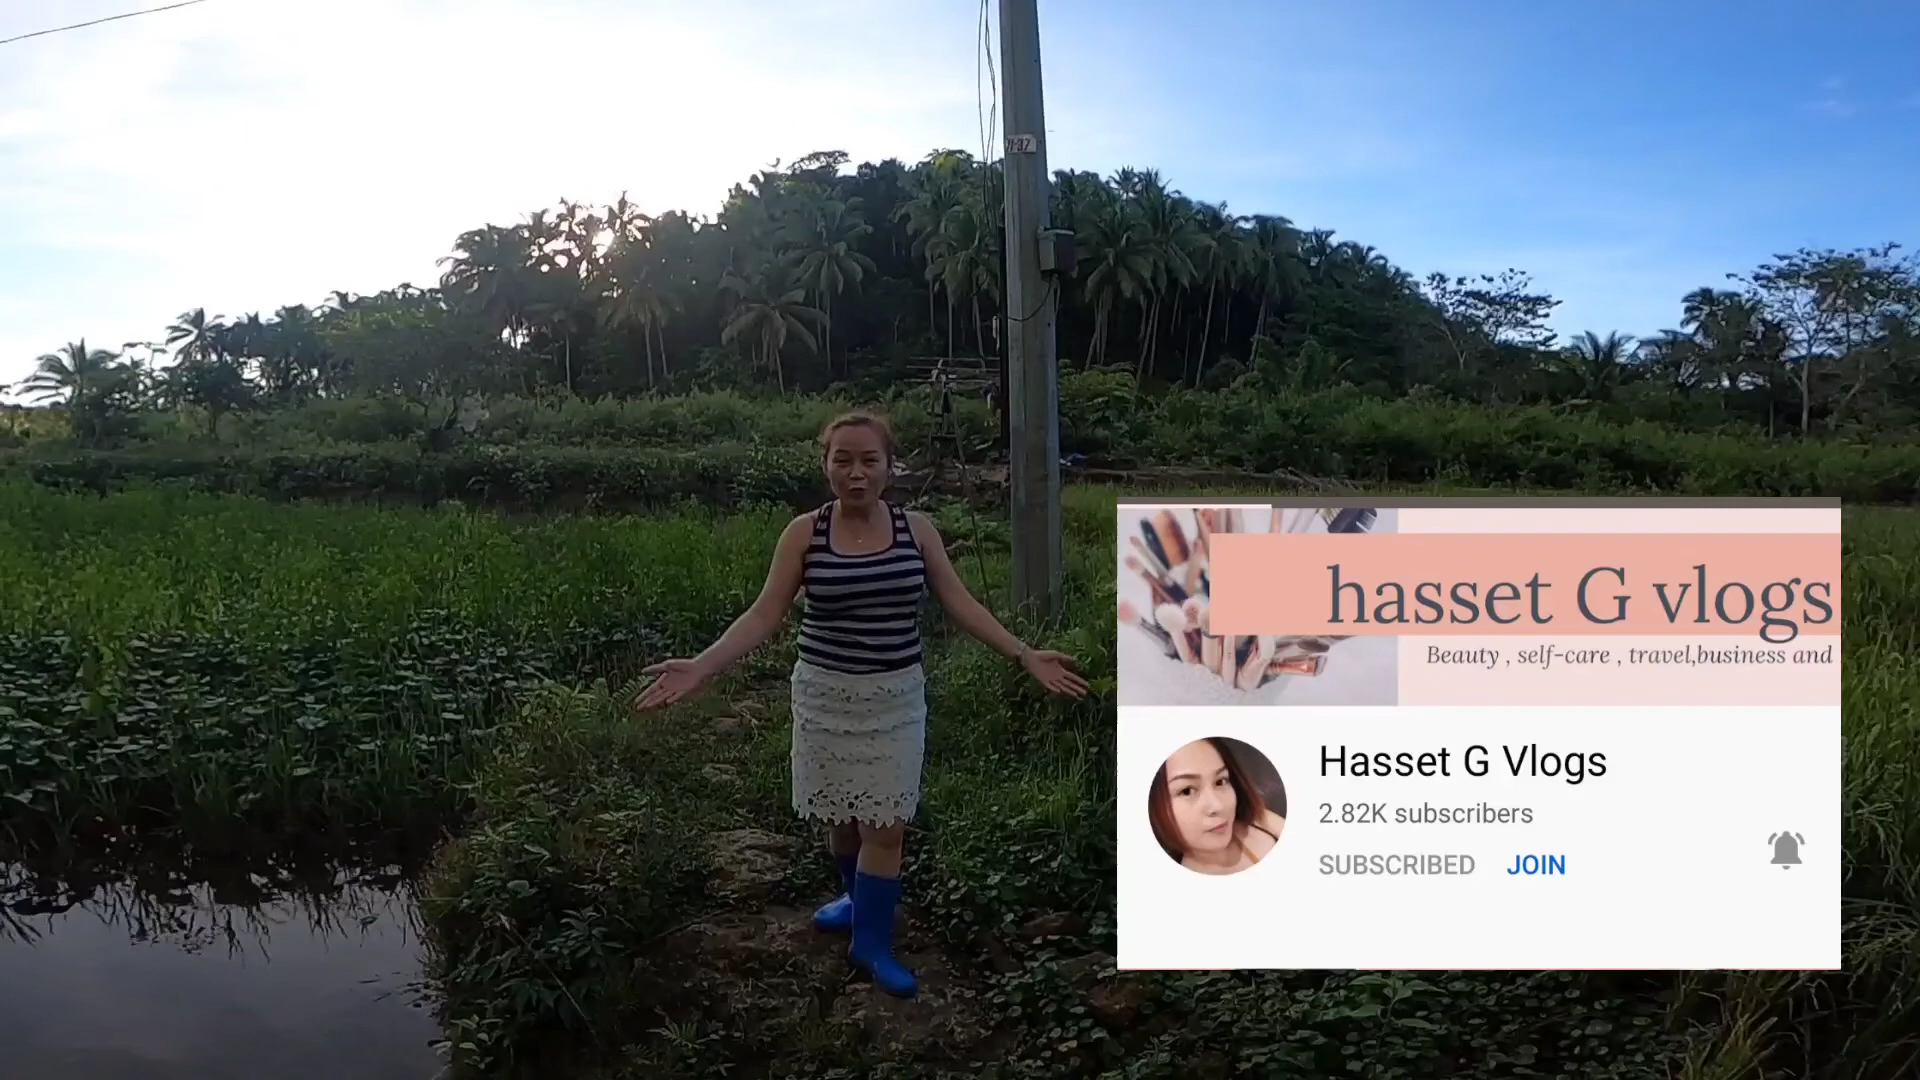 hasset G vlogs
Beauty , self-care , travel,business and
Hasset G Vlogs
2.82K subscribers
SUBSCRIBED JOIN